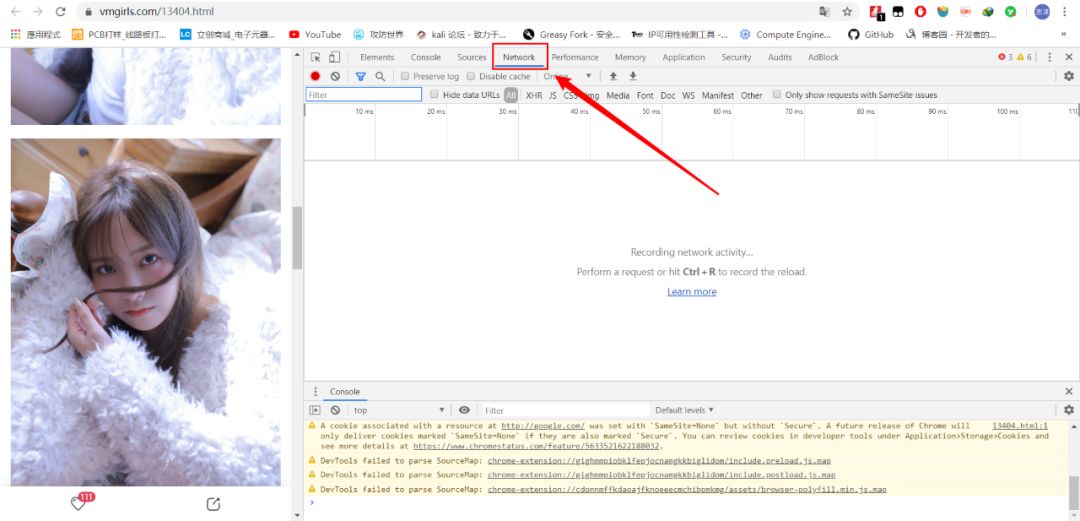 vmgirls.com/13404.html
應用程式 PCB打样_线路板打... 立创商城_电子元器... YouTube 攻防世界 kali 论坛 - 致力于... Greasy Fork - 安全... IP可用性检测工具 -... Compute Engine... GitHub 博客园 - 开发者的...
Elements Console Sources Network Performance Memory Application Security Audits AdBlock 3 6
Preserve log Disable cache Online
Filter Hide data URLs All XHR JS CSS Img Media Font Doc WS Manifest Other Only show requests with SameSite issues
10 ms 20 ms 30 ms 40 ms 50 ms 60 ms 70 ms 80 ms 90 ms 100 ms 110
Recording network activity...
Perform a request or hit Ctrl + R to record the reload.
Learn more
Console
top Filter Default levels
A cookie associated with a resource at http://google.com/ was set with `SameSite=None` but without `Secure`. A future release of Chrome will 13404.html:1
only deliver cookies marked `SameSite=None` if they are also marked `Secure`. You can review cookies in developer tools under Application>Storage>Cookies and
see more details at https://www.chromestatus.com/feature/5633521622188032.
DevTools failed to parse SourceMap: chrome-extension://gighmmpiobklfepjocnamgkkbiglidom/include.preload.js.map
DevTools failed to parse SourceMap: chrome-extension://gighmmpiobklfepjocnamgkkbiglidom/include.postload.js.map
DevTools failed to parse SourceMap: chrome-extension://cdonnmffkdaoajfknoeeecmchibpmkmg/assets/browser-polyfill.min.js.map
111